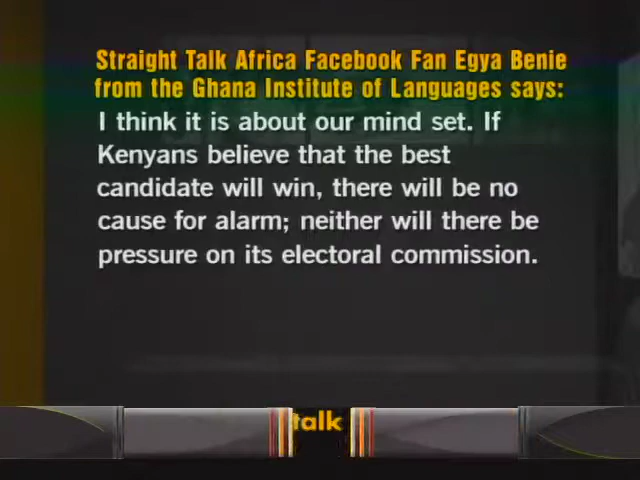 Straight Talk Africa Facebook Fan Egya Benie
from the Ghana Institute of Languages says:
I think it is about our mind set. If
Kenyans believe that the best
candidate will win, there will be no
cause for alarm; neither will there be
pressure on its electoral commission.
talk